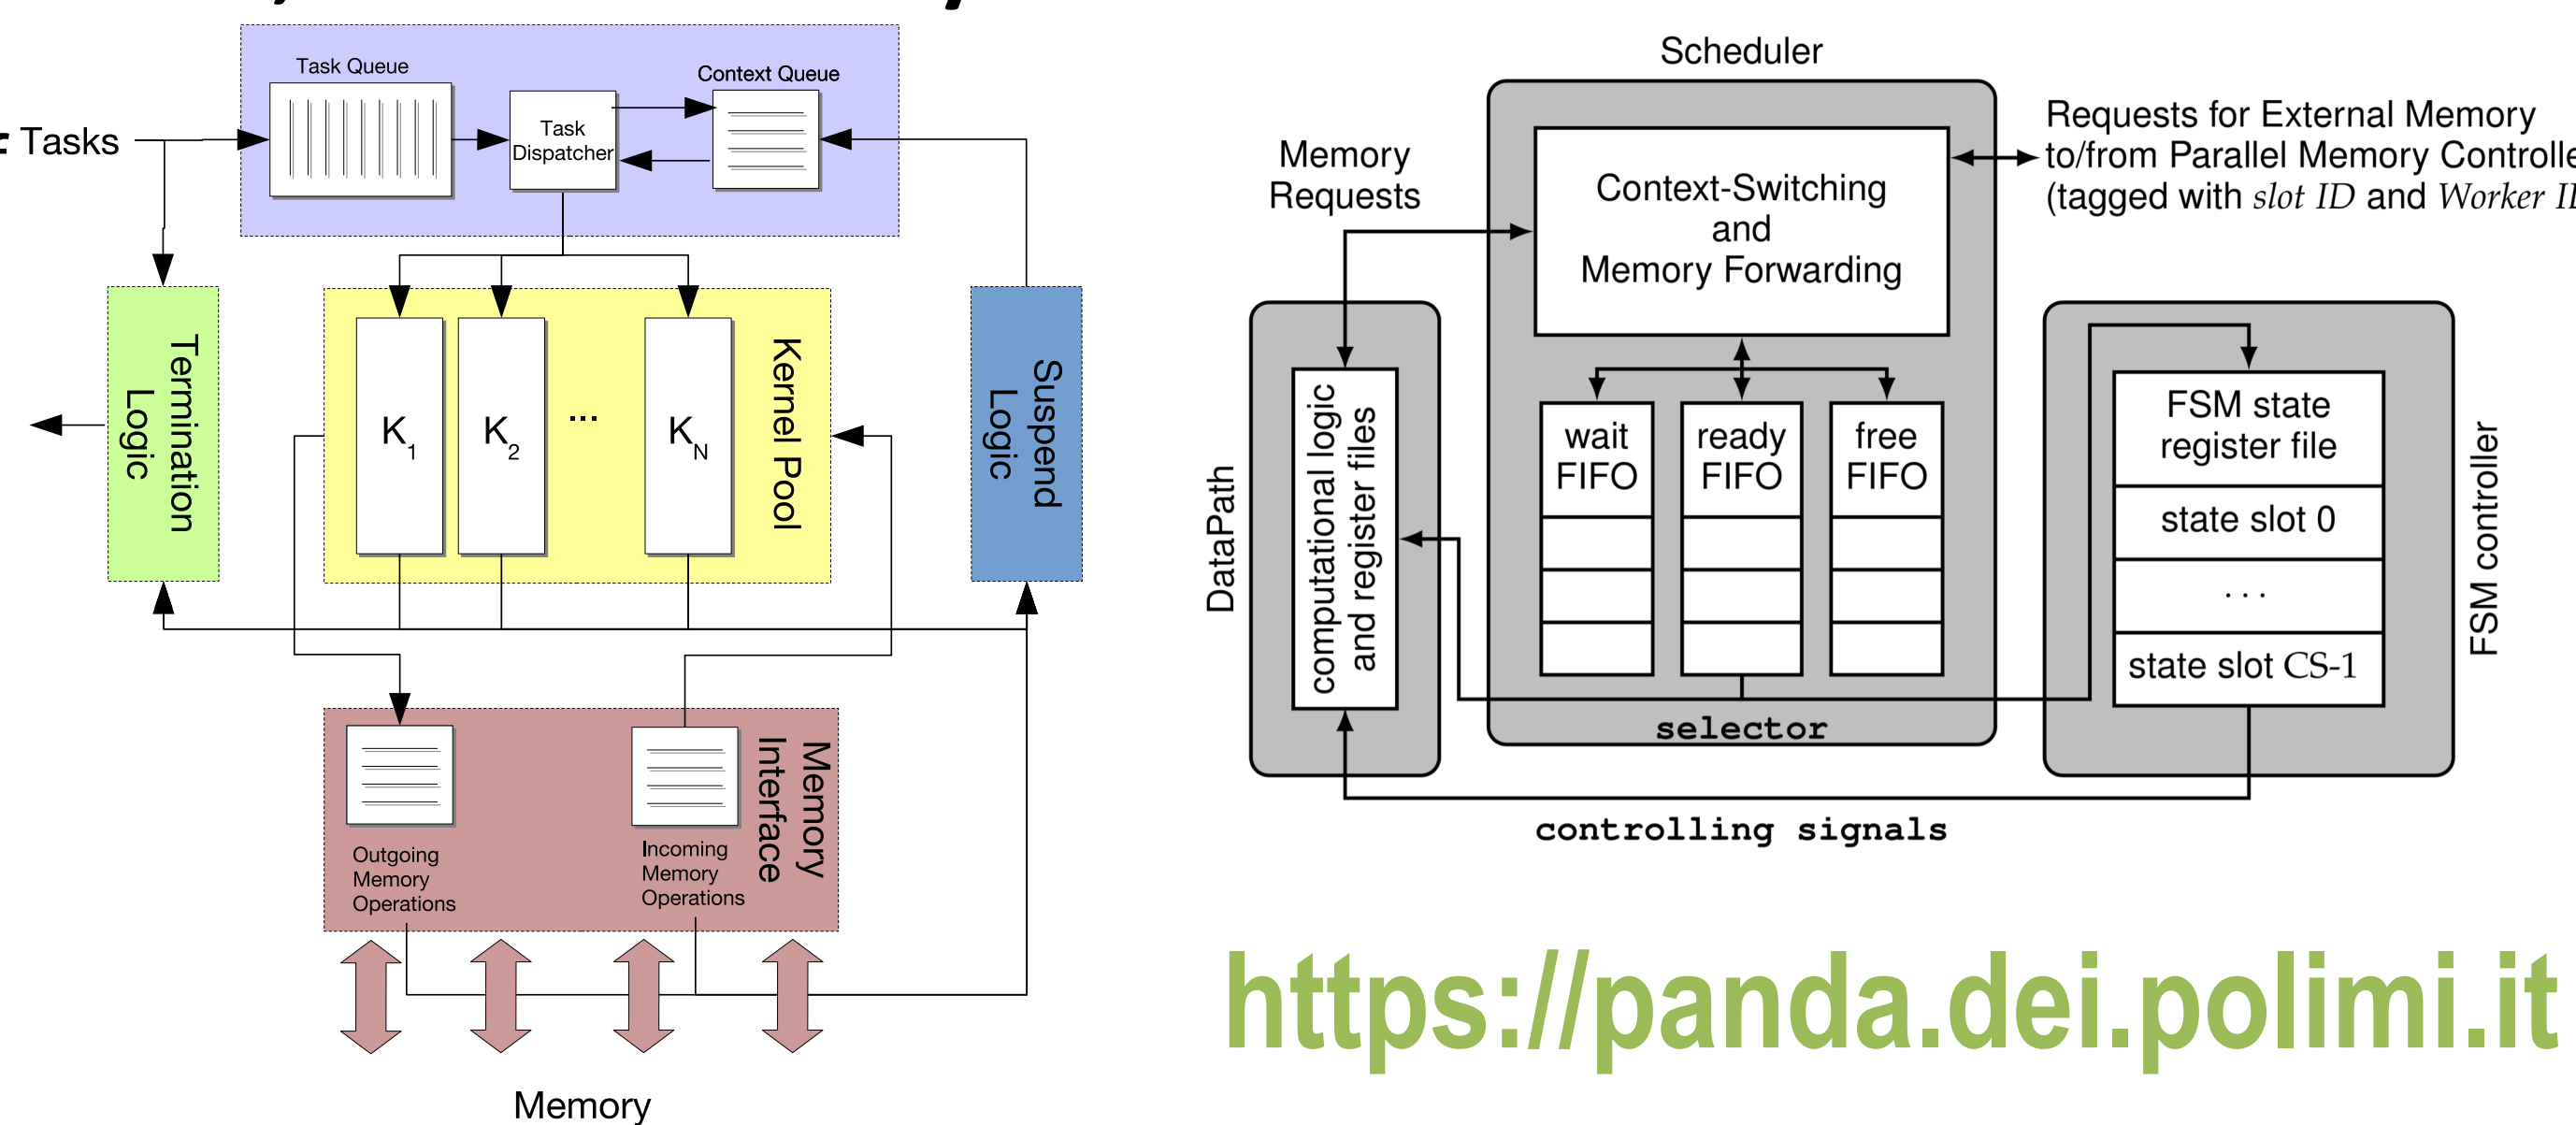 Tasks
Task Queue
Task
Dispatcher
Context Queue
Termination
Logic
K1
K2
...
KN
Kernel Pool
Suspend
Logic
Memory
Interface
Outgoing
Memory
Operations
Incoming
Memory
Operations
Memory
Scheduler
Memory
Requests
Context-Switching
and
Memory Forwarding
Requests for External Memory
to/from Parallel Memory Controlle
(tagged with slot ID and Worker ID
DataPath
computational logic
and register files
wait
FIFO
ready
FIFO
free
FIFO
selector
FSM state
register file
state slot 0
...
state slot CS-1
FSM controller
controlling signals
https://panda.dei.polimi.it